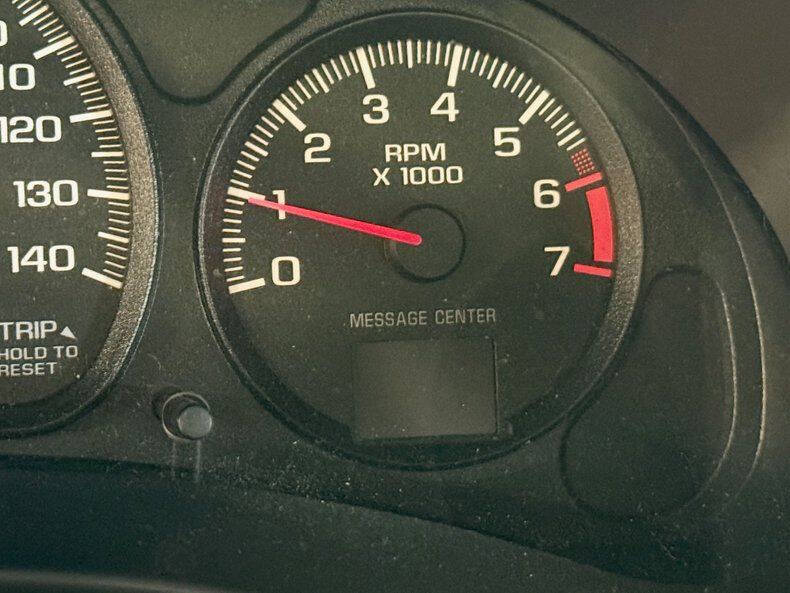 10
120
130
140
TRIP
HOLD TO
RESET
0
1
2
3
4
5
6
7
RPM
X 1000
MESSAGE CENTER